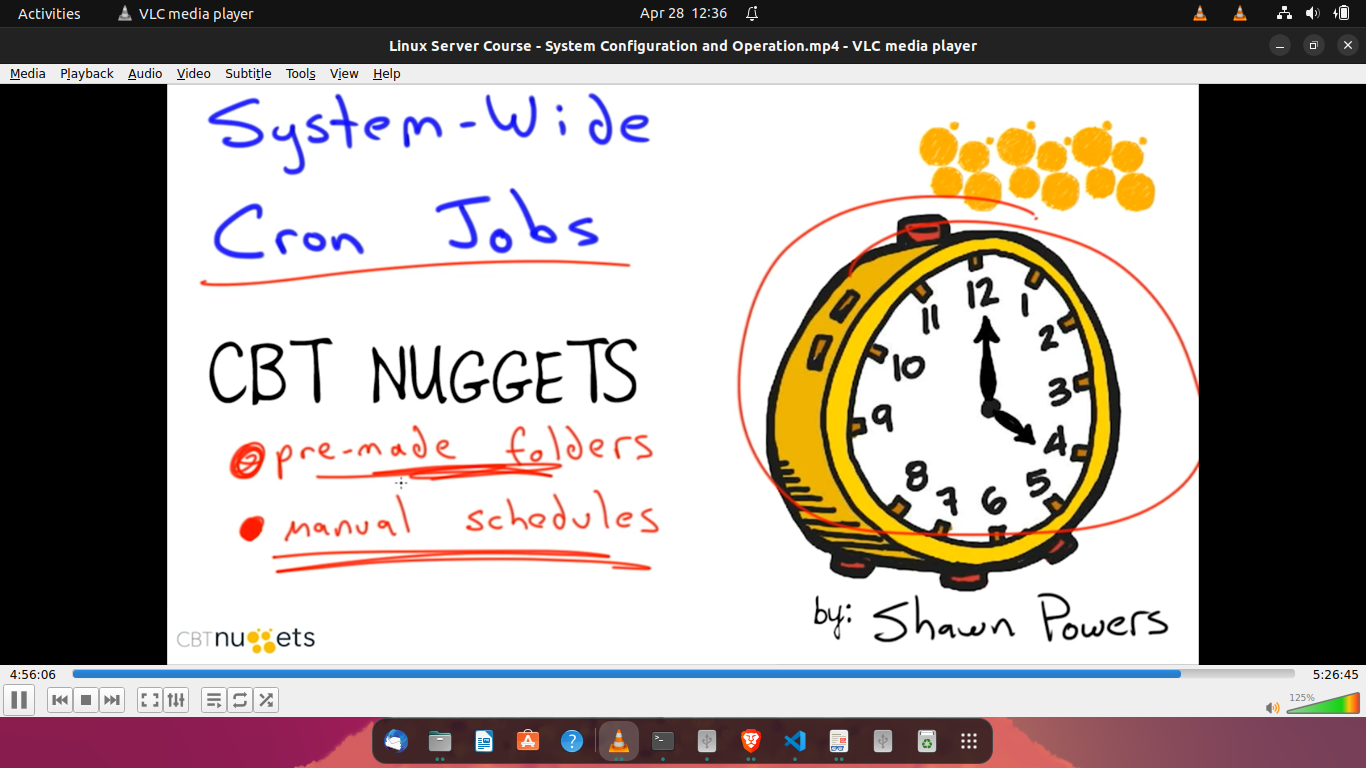 Activities
VLC media player
Apr 28 12:36
Linux Server Course - System Configuration and Operation.mp4 - VLC media player
Media Playback Audio Video Subtitle Tools View Help
System-Wide
Cron Jobs
CBT NUGGETS
pre-made folders
manual schedules
12
1
2
3
4
5
6
7
8
9
10
11
by: Shawn Powers
CBTnuggets
4:56:06
5:26:45
125%